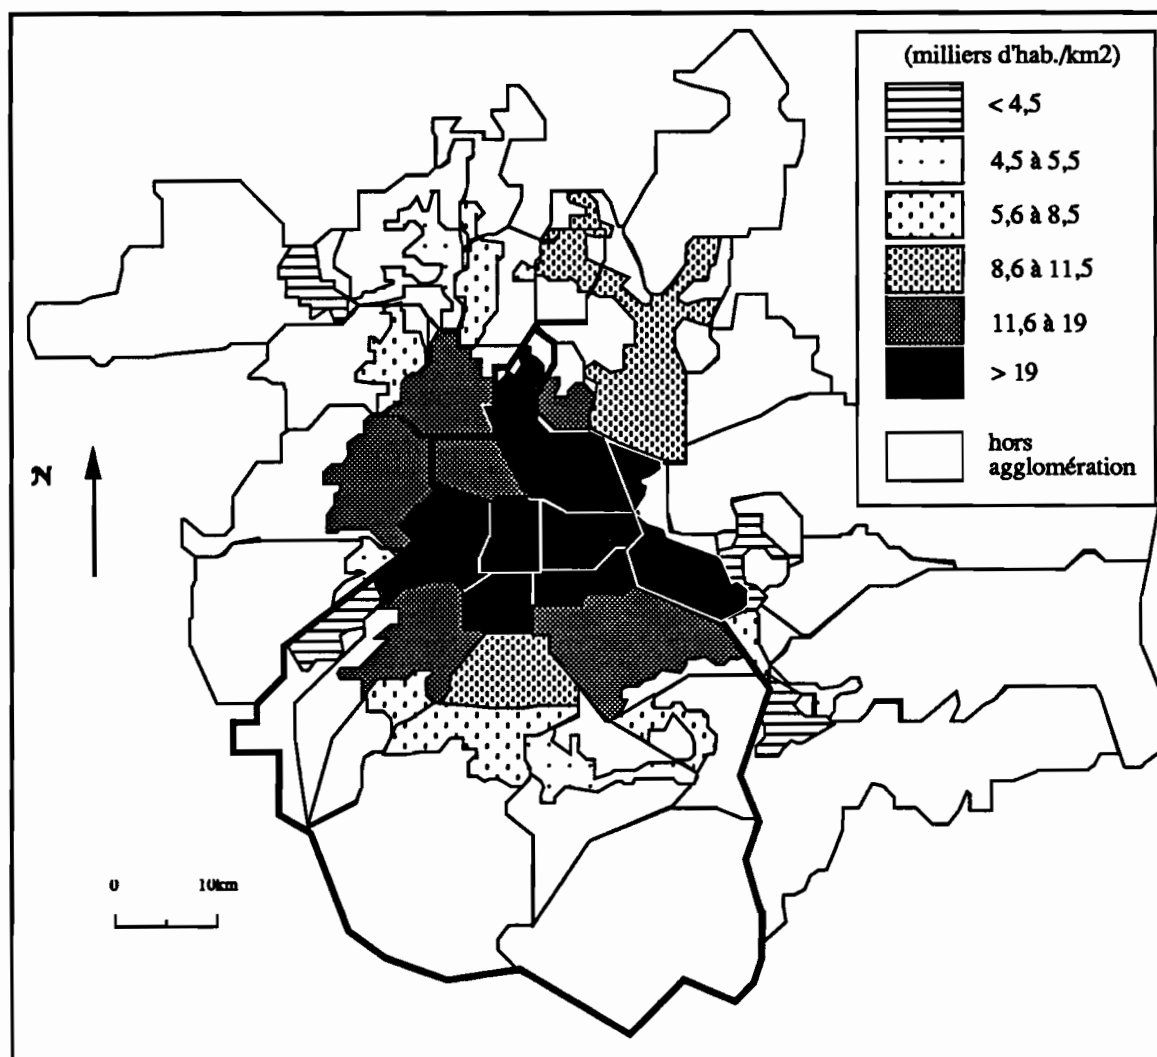 (milliers d'hab./km2)
< 4,5
4,5 à 5,5
5,6 à 8,5
8,6 à 11,5
11,6 à 19
> 19
hors
agglomération
N
0 10km